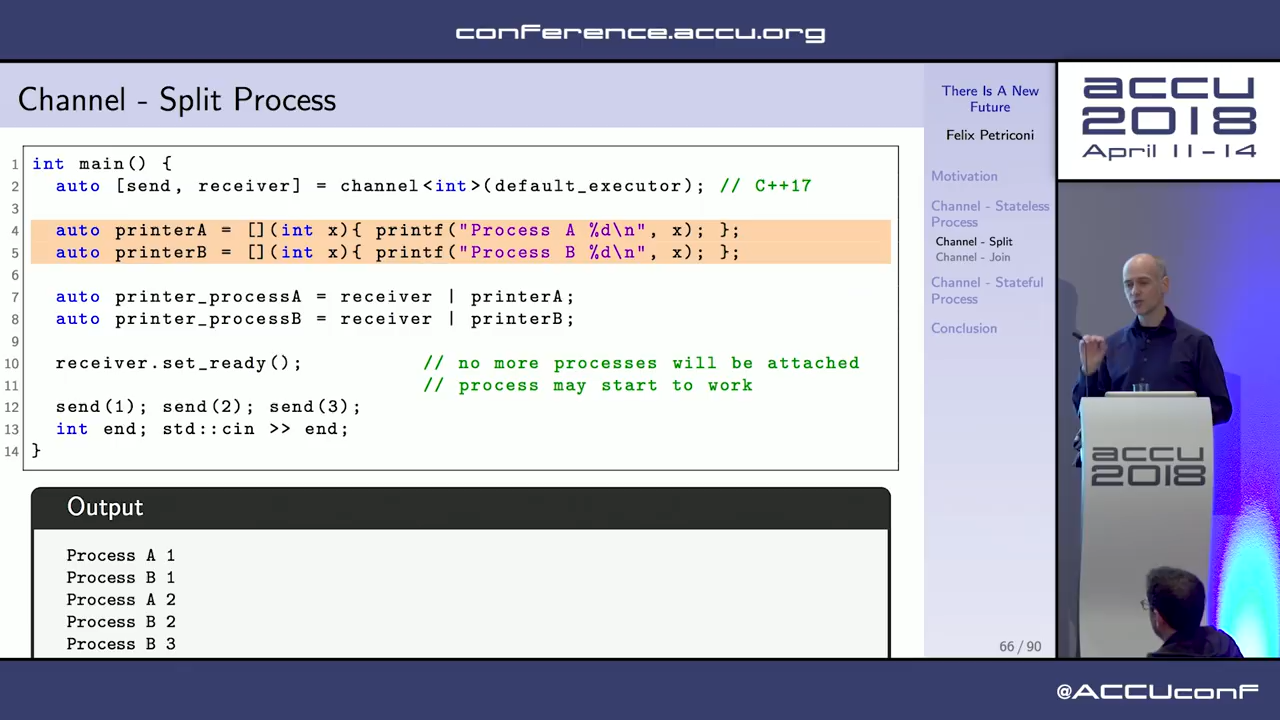 conference.accu.org
Channel - Split Process
1 int main() {
2 auto [send, receiver] = channel<int>(default_executor); // C++17
3
4 auto printerA = [](int x){ printf("Process A %d\n", x); };
5 auto printerB = [](int x){ printf("Process B %d\n", x); };
6
7 auto printer_processA = receiver | printerA;
8 auto printer_processB = receiver | printerB;
9
10 receiver.set_ready(); // no more processes will be attached
11 // process may start to work
12 send(1); send(2); send(3);
13 int end; std::cin >> end;
14 }
Output
Process A 1
Process B 1
Process A 2
Process B 2
Process B 3
There Is A New
Future
Felix Petriconi
Motivation
Channel - Stateless
Process
Channel - Split
Channel - Join
Channel - Stateful
Process
Conclusion
66 / 90
accu
2018
April 11-14
accu
2018
@ACCUconf